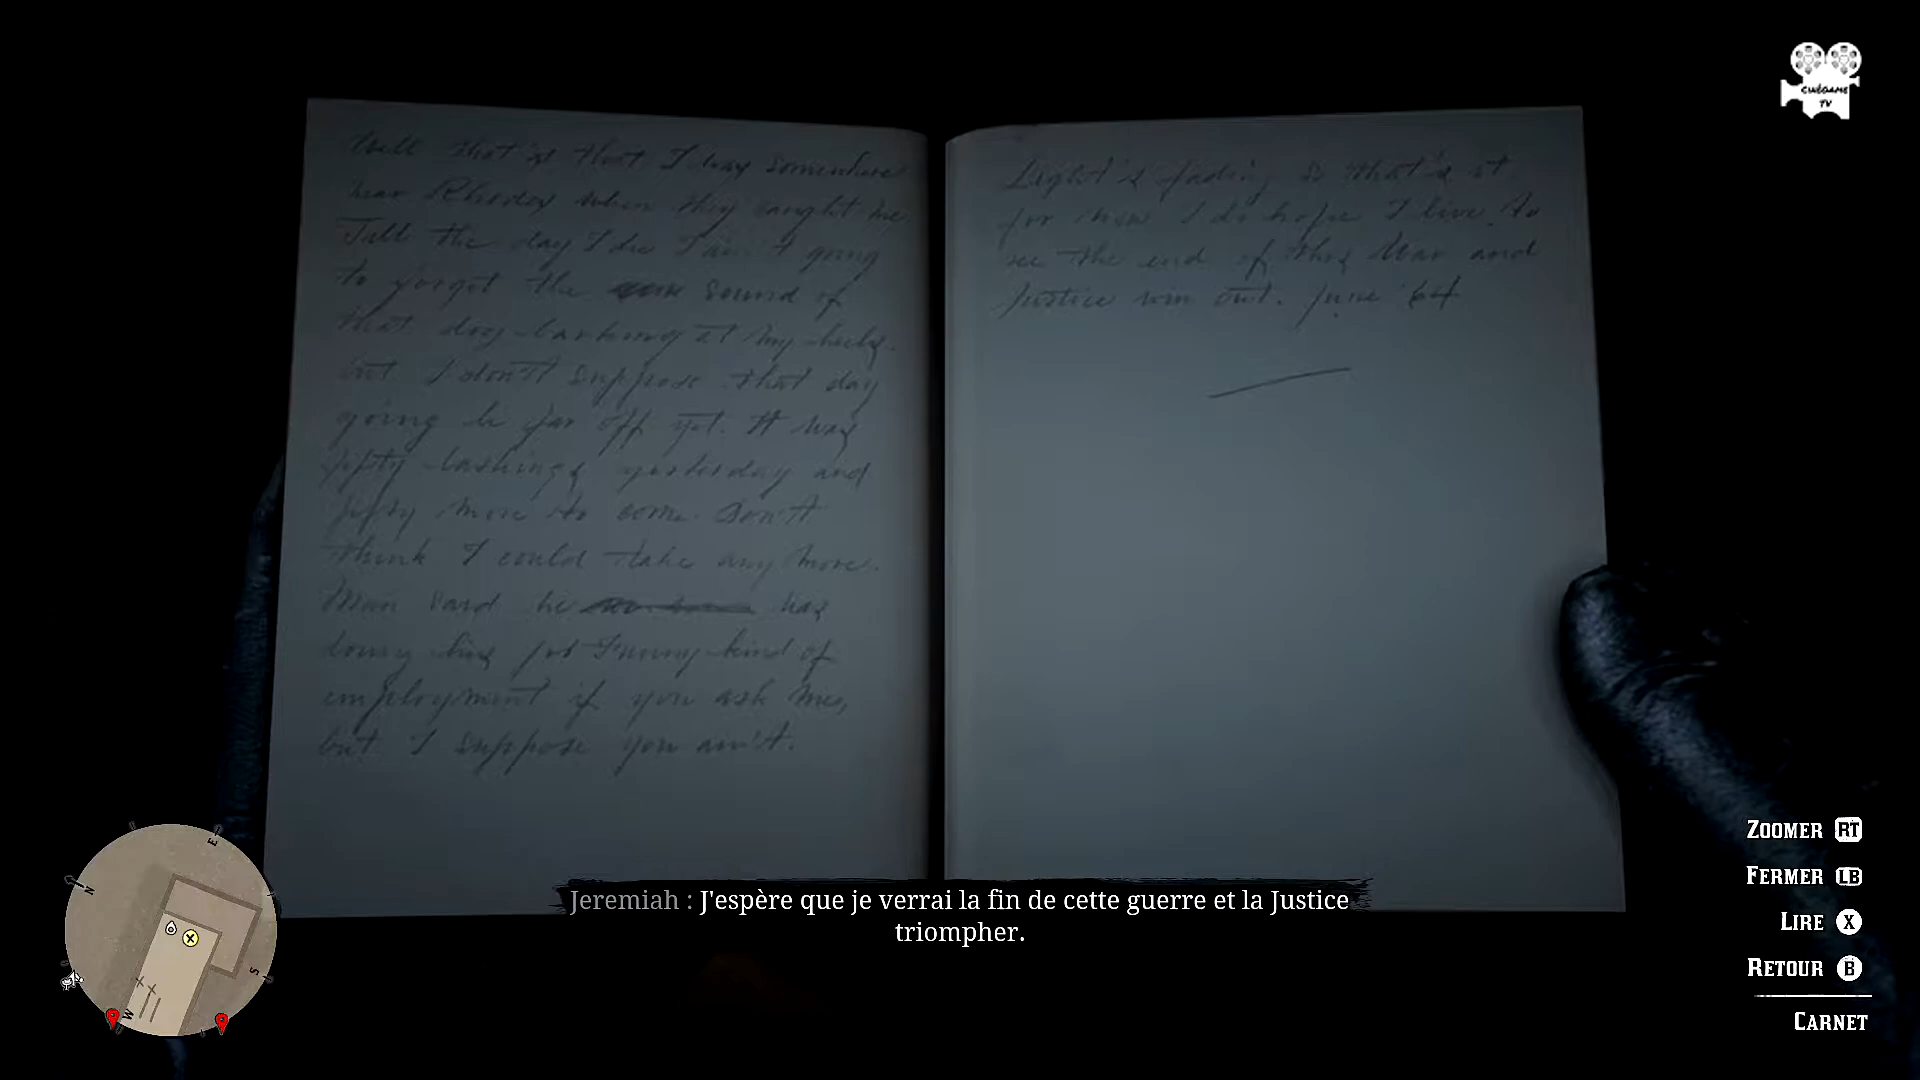 Well that's that. I was somewhere
near Rhodes when they caught me
Till the day I die I ain't going
to forget the sound of
that dog barking at my heels.
but I don't suppose that day
going be far off yet. It was
fifty lashings yesterday and
fifty more to come. Don't
think I could take any more.
Man said he has
doing his job Funny kind of
employment if you ask me,
but I suppose you ain't.
Light is fading so that's it
for now I do hope I live to
see the end of this War and
Justice win out. June '64
CINÉGAME
TV
Jeremiah : J'espère que je verrai la fin de cette guerre et la Justice
triompher.
N
E
S
W
ZOOMER RT
FERMER LB
LIRE X
RETOUR B
CARNET